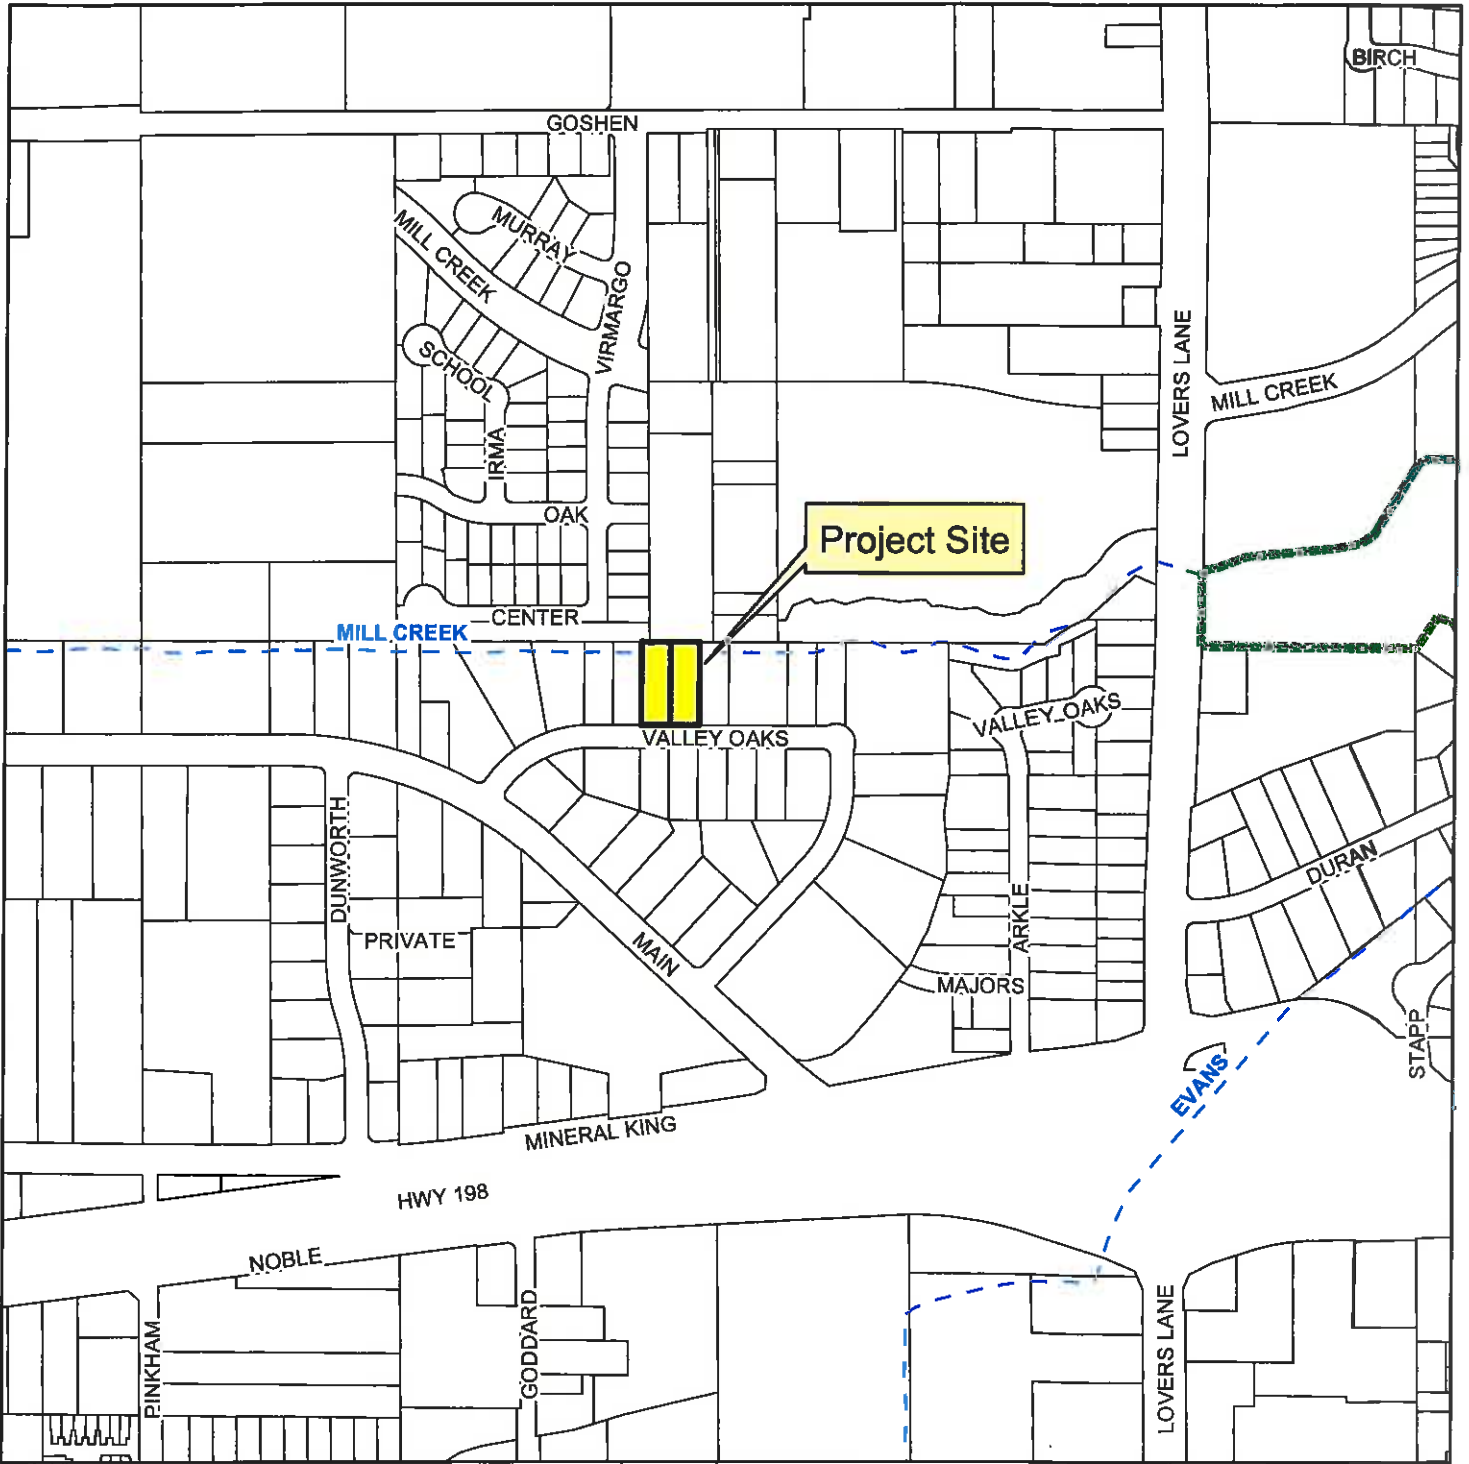 BIRCH
GOSHEN
MURRAY
MILL CREEK
VIRMARGO
LOVERS LANE
SCHOOL
MILL CREEK
IRMA
OAK
Project Site
CENTER
MILL CREEK
VALLEY OAKS
VALLEY OAKS
DUNWORTH
DURAN
ARKLE
PRIVATE
MAIN
MAJORS
STAPP
EVANS
MINERAL KING
HWY 198
NOBLE
GODDARD
PINKHAM
LOVERS LANE